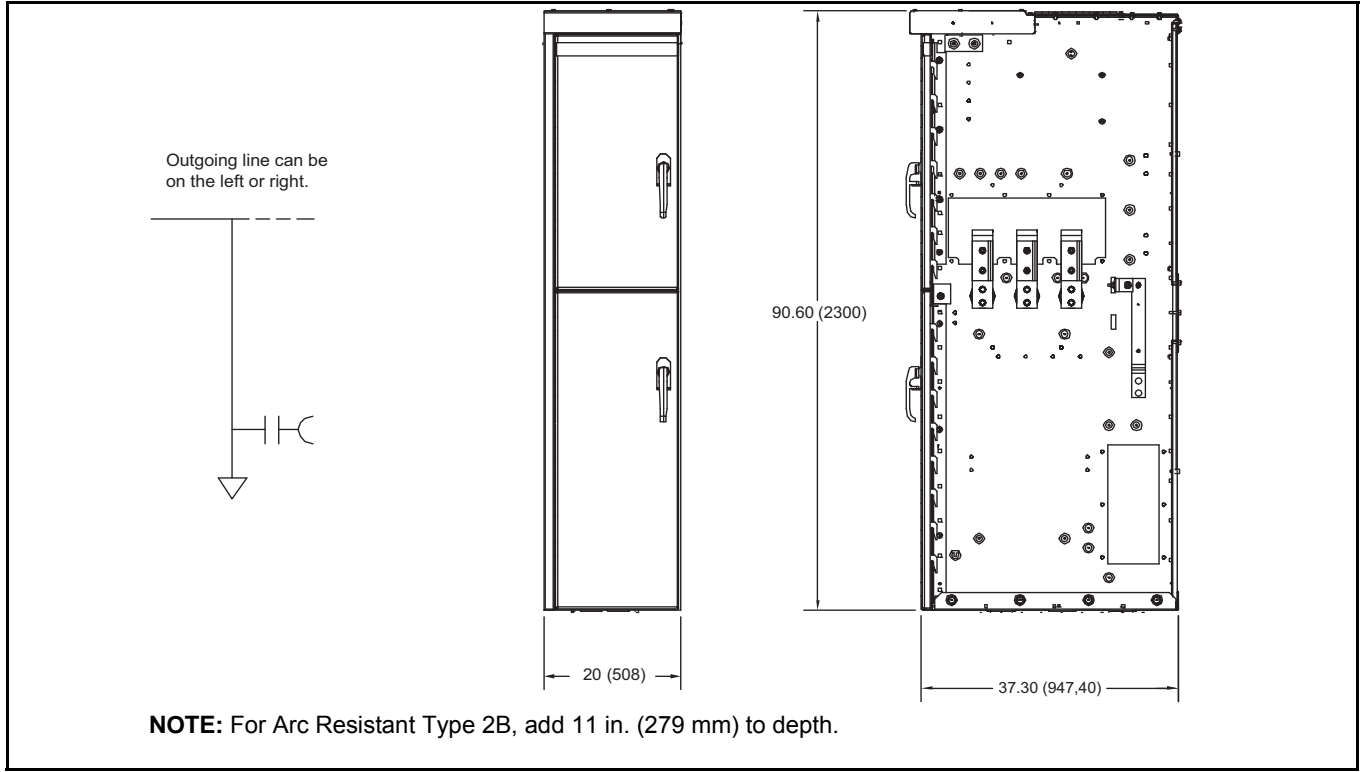 Outgoing line can be
on the left or right.
90.60 (2300)
20 (508)
37.30 (947,40)
NOTE: For Arc Resistant Type 2B, add 11 in. (279 mm) to depth.